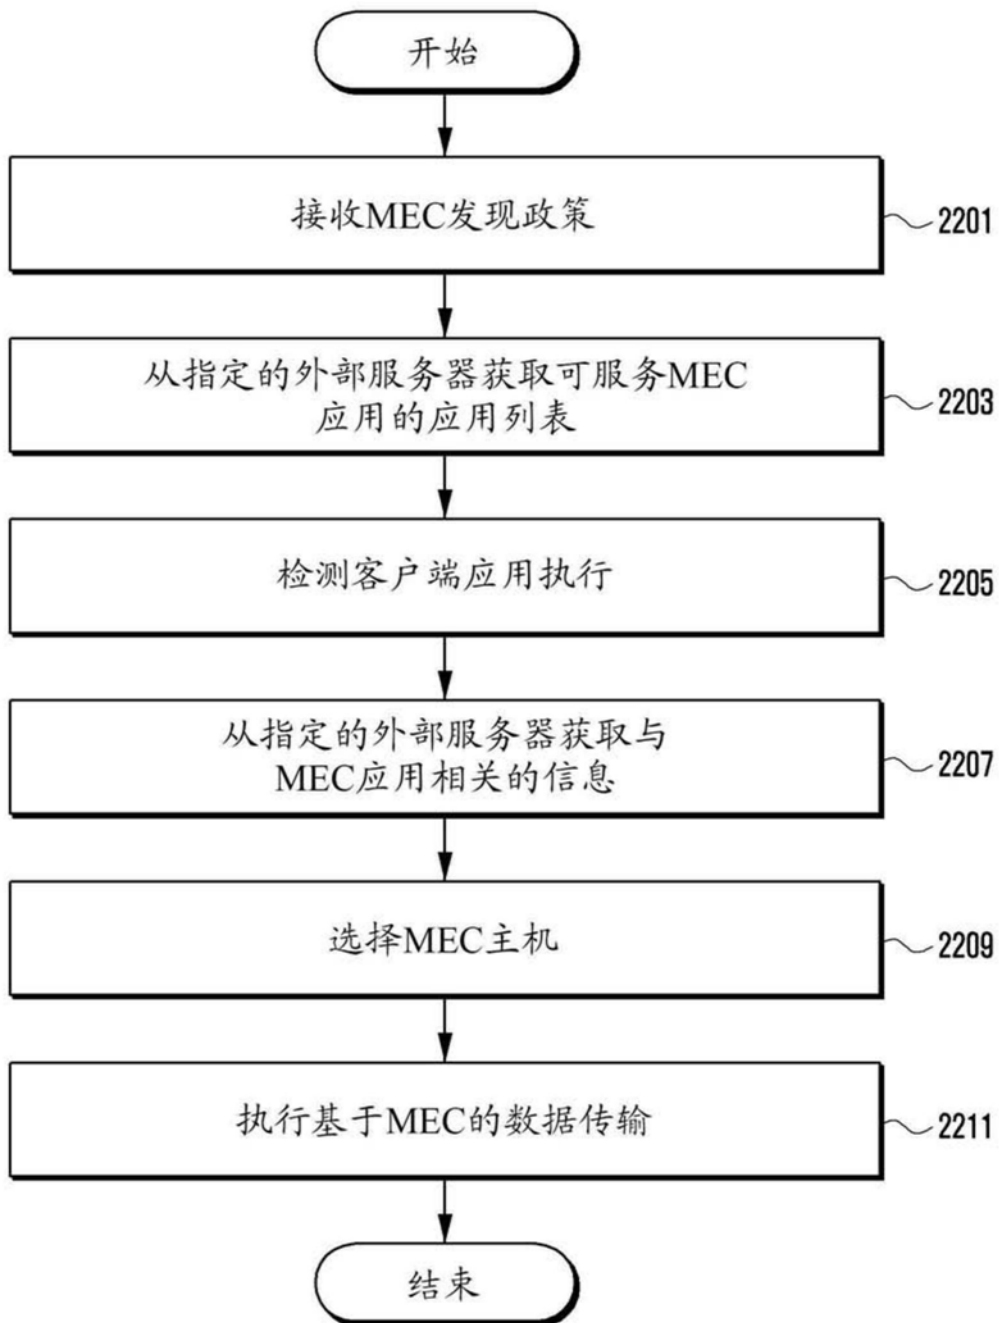 开始
接收MEC发现政策
2201
从指定的外部服务器获取可服务MEC
应用的应用列表
2203
检测客户端应用执行
2205
从指定的外部服务器获取与
MEC应用相关的信息
2207
选择MEC主机
2209
执行基于MEC的数据传输
2211
结束